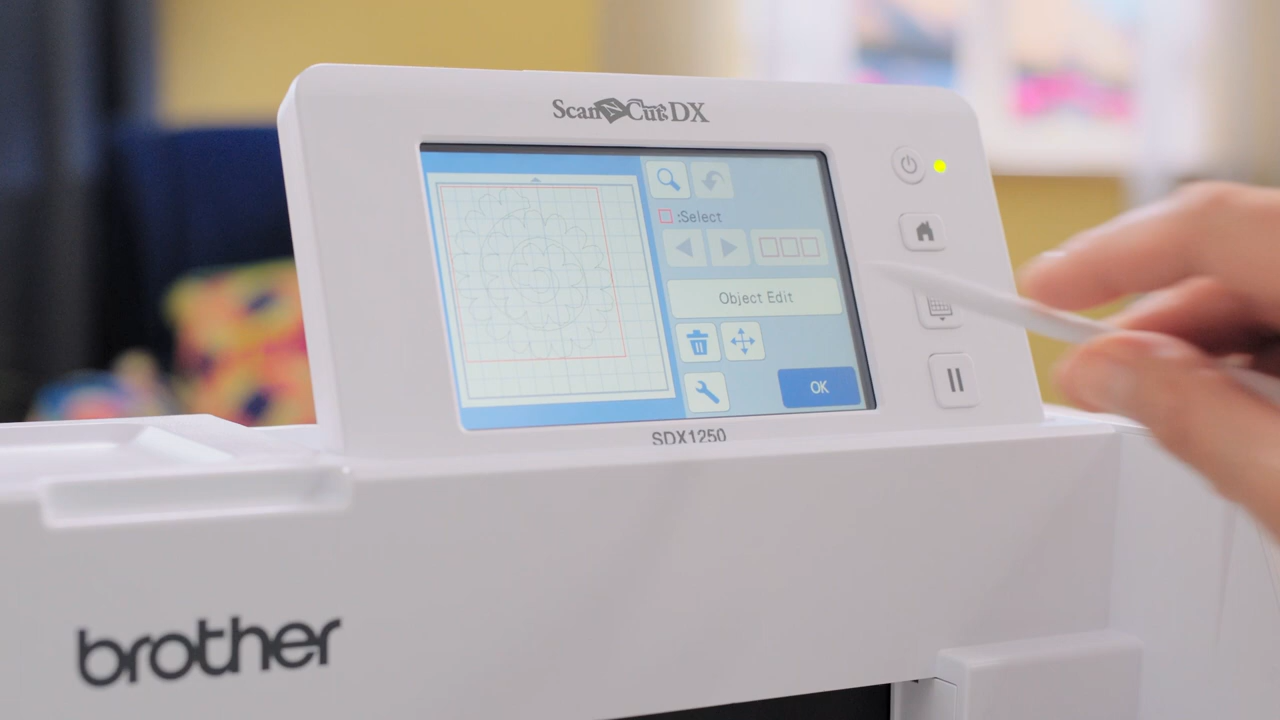 ScanNCut DX
:Select
Object Edit
OK
SDX1250
brother